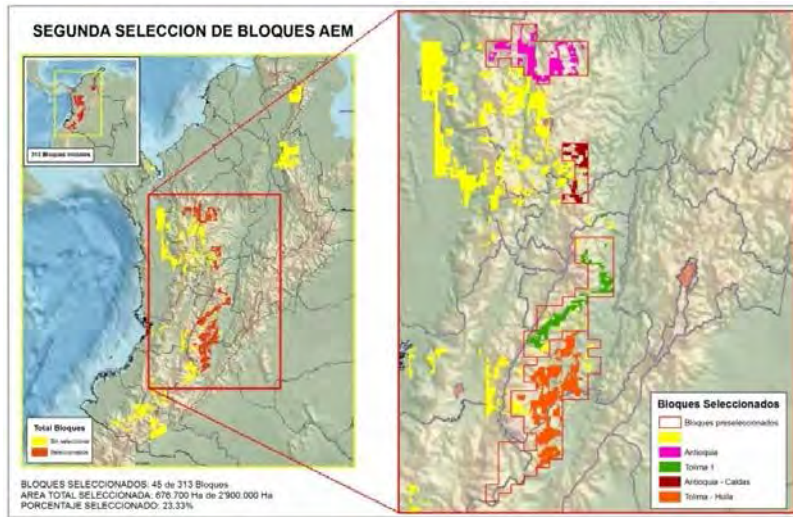 SEGUNDA SELECCION DE BLOQUES AEM
313 Bloques iniciales
Total Bloques
Sin seleccionar
Seleccionados
BLOQUES SELECCIONADOS: 45 de 313 Bloques
AREA TOTAL SELECCIONADA: 676.700 Ha de 2'900.000 Ha
PORCENTAJE SELECCIONADO: 23.33%
Bloques Seleccionados
Bloques preseleccionados
Antioquia
Tolima 1
Antioquia - Caldas
Tolima - Huila